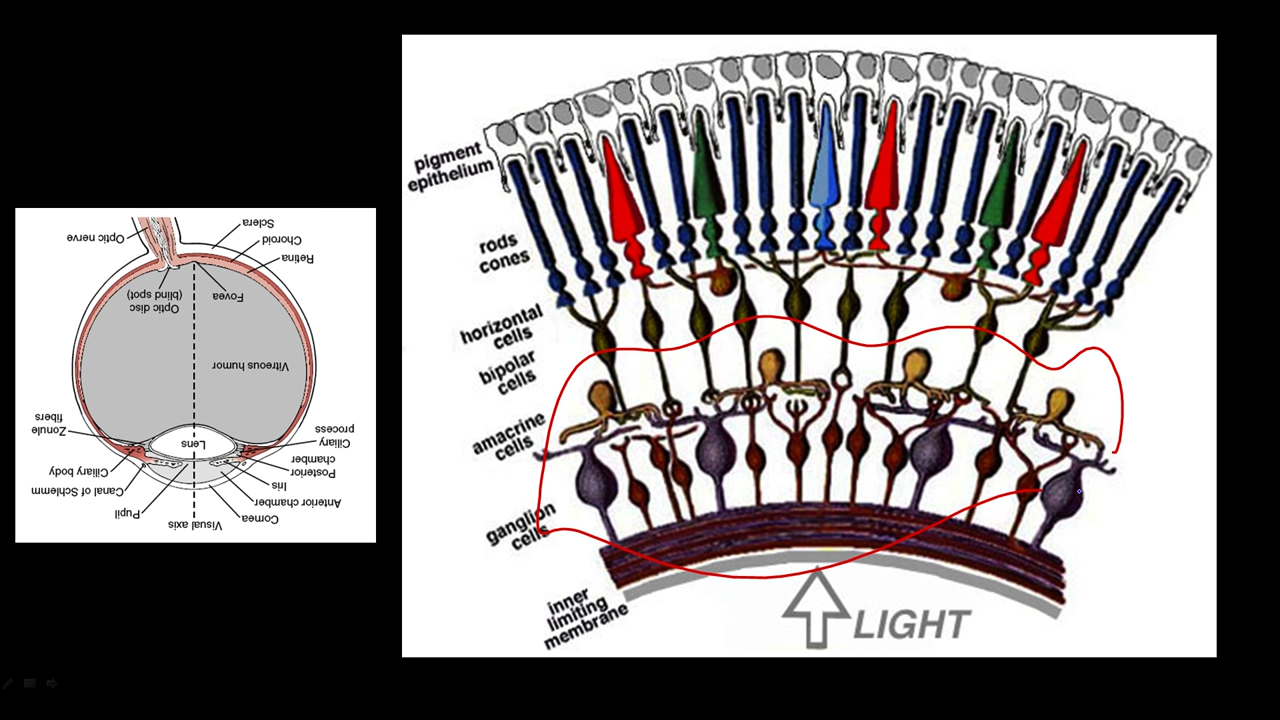 Optic nerve
Sclera
Choroid
Retina
Optic disc
(blind spot)
Fovea
Vitreous humor
Zonule
fibers
Lens
Ciliary
process
Ciliary body
Posterior
chamber
Iris
Canal of Schlemm
Anterior chamber
Pupil
Cornea
Visual axis
pigment
epithelium
rods
cones
horizontal
cells
bipolar
cells
amacrine
cells
ganglion
cells
inner
limiting
membrane
LIGHT